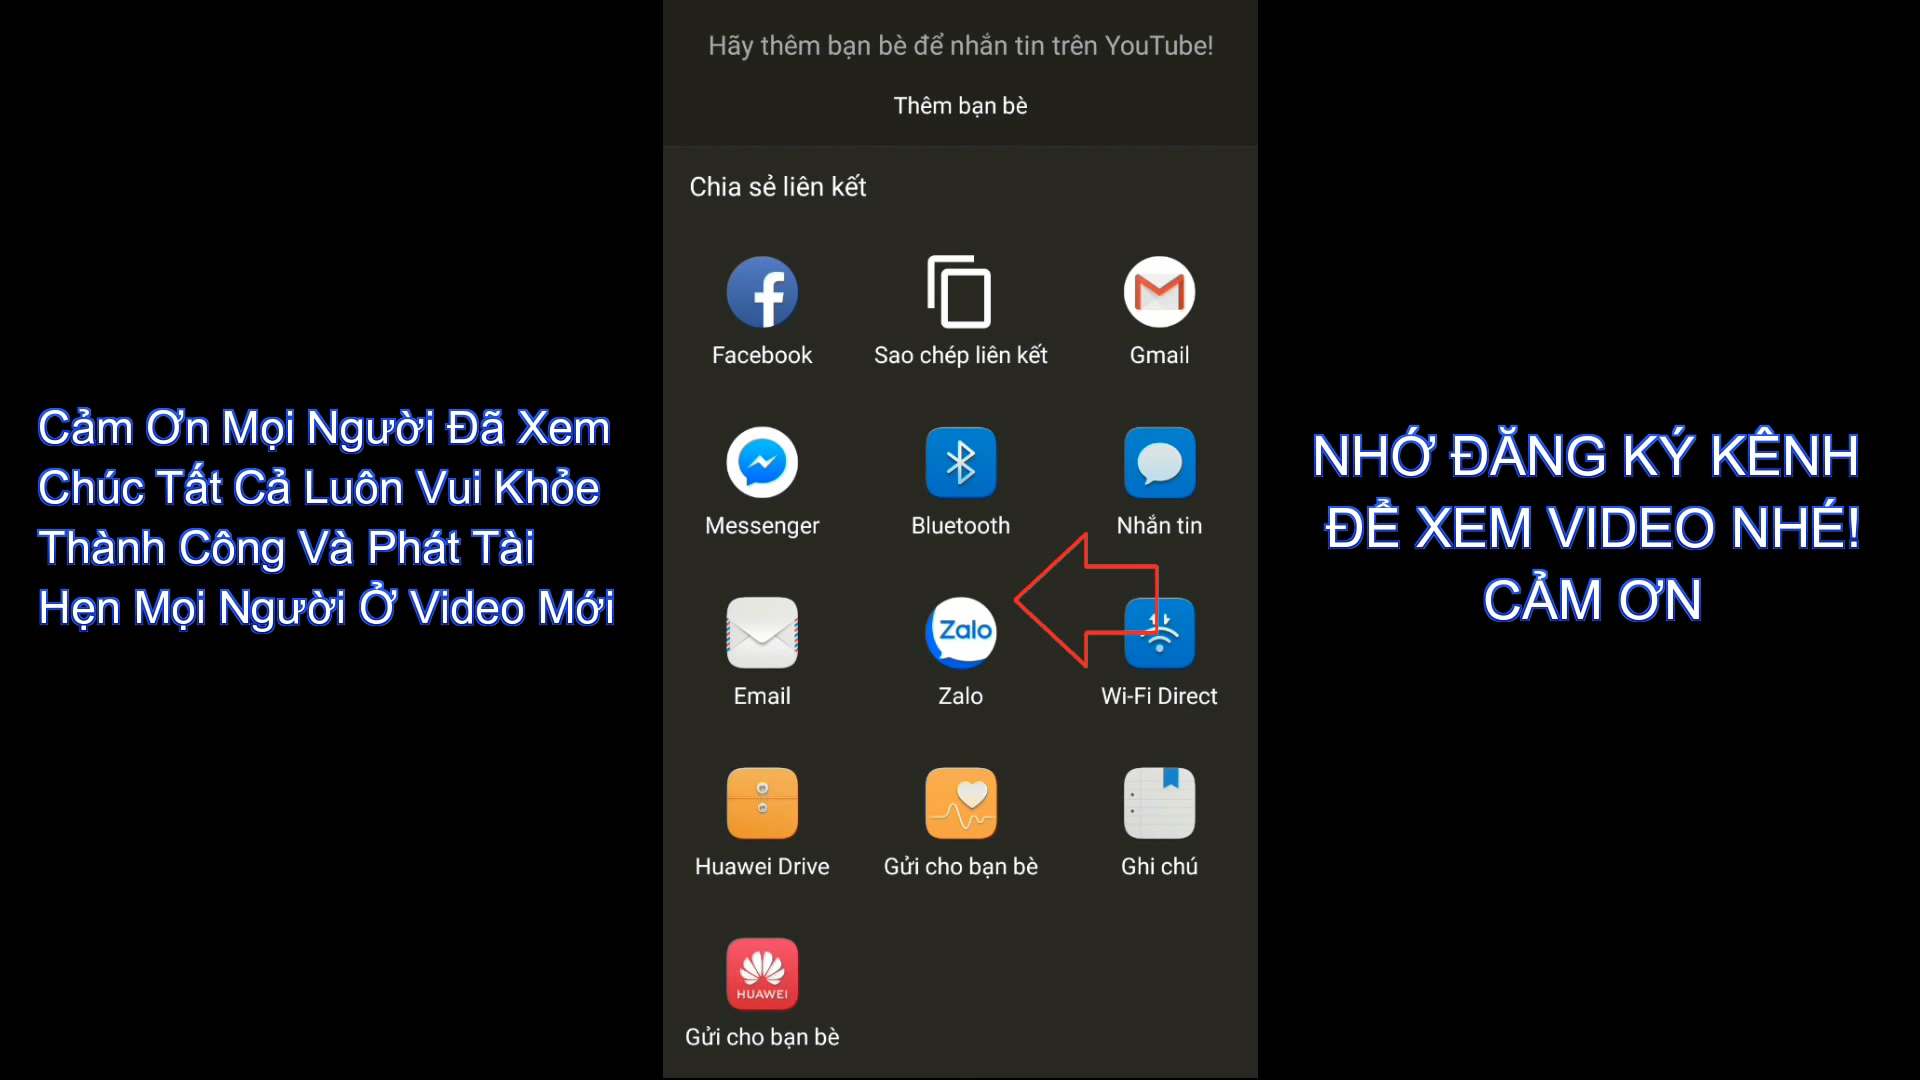 Hãy thêm bạn bè để nhắn tin trên YouTube!
Thêm bạn bè
Chia sẻ liên kết
Facebook
Sao chép liên kết
Gmail
Messenger
Bluetooth
Nhắn tin
Zalo
Email
Zalo
Wi-Fi Direct
Huawei Drive
Gửi cho bạn bè
Ghi chú
HUAWEI
Gửi cho bạn bè
Cảm Ơn Mọi Người Đã Xem
Chúc Tất Cả Luôn Vui Khỏe
Thành Công Và Phát Tài
Hẹn Mọi Người Ở Video Mới
NHỚ ĐĂNG KÝ KÊNH
ĐỂ XEM VIDEO NHÉ!
CẢM ƠN